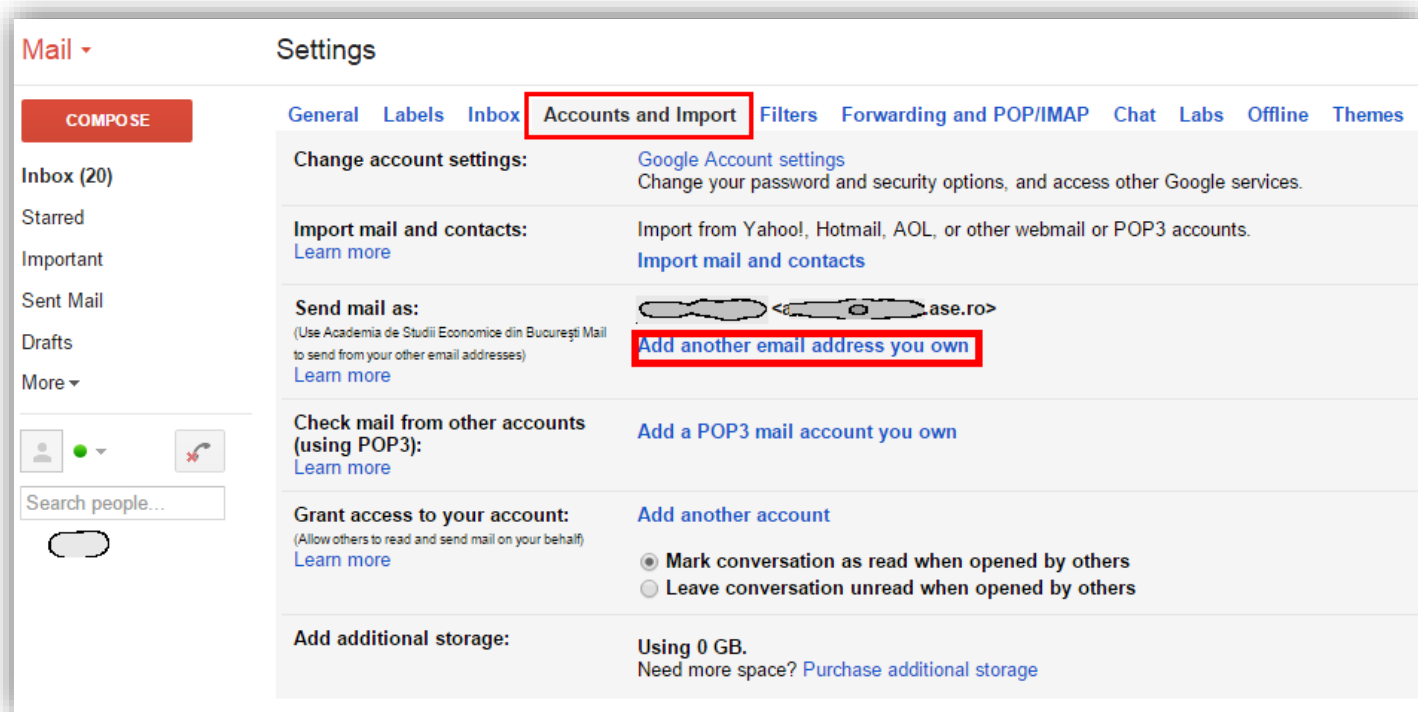 Mail
Settings
COMPOSE
General Labels Inbox Accounts and Import Filters Forwarding and POP/IMAP Chat Labs Offline Themes
Inbox (20)
Starred
Important
Sent Mail
Drafts
More
Search people...
Change account settings:
Google Account settings
Change your password and security options, and access other Google services.
Import mail and contacts:
Learn more
Import from Yahoo!, Hotmail, AOL, or other webmail or POP3 accounts.
Import mail and contacts
Send mail as:
(Use Academia de Studii Economice din Bucureşti Mail
to send from your other email addresses)
Learn more
<a .ase.ro>
Add another email address you own
Check mail from other accounts
(using POP3):
Learn more
Add a POP3 mail account you own
Grant access to your account:
(Allow others to read and send mail on your behalf)
Learn more
Add another account
Mark conversation as read when opened by others
Leave conversation unread when opened by others
Add additional storage:
Using 0 GB.
Need more space? Purchase additional storage